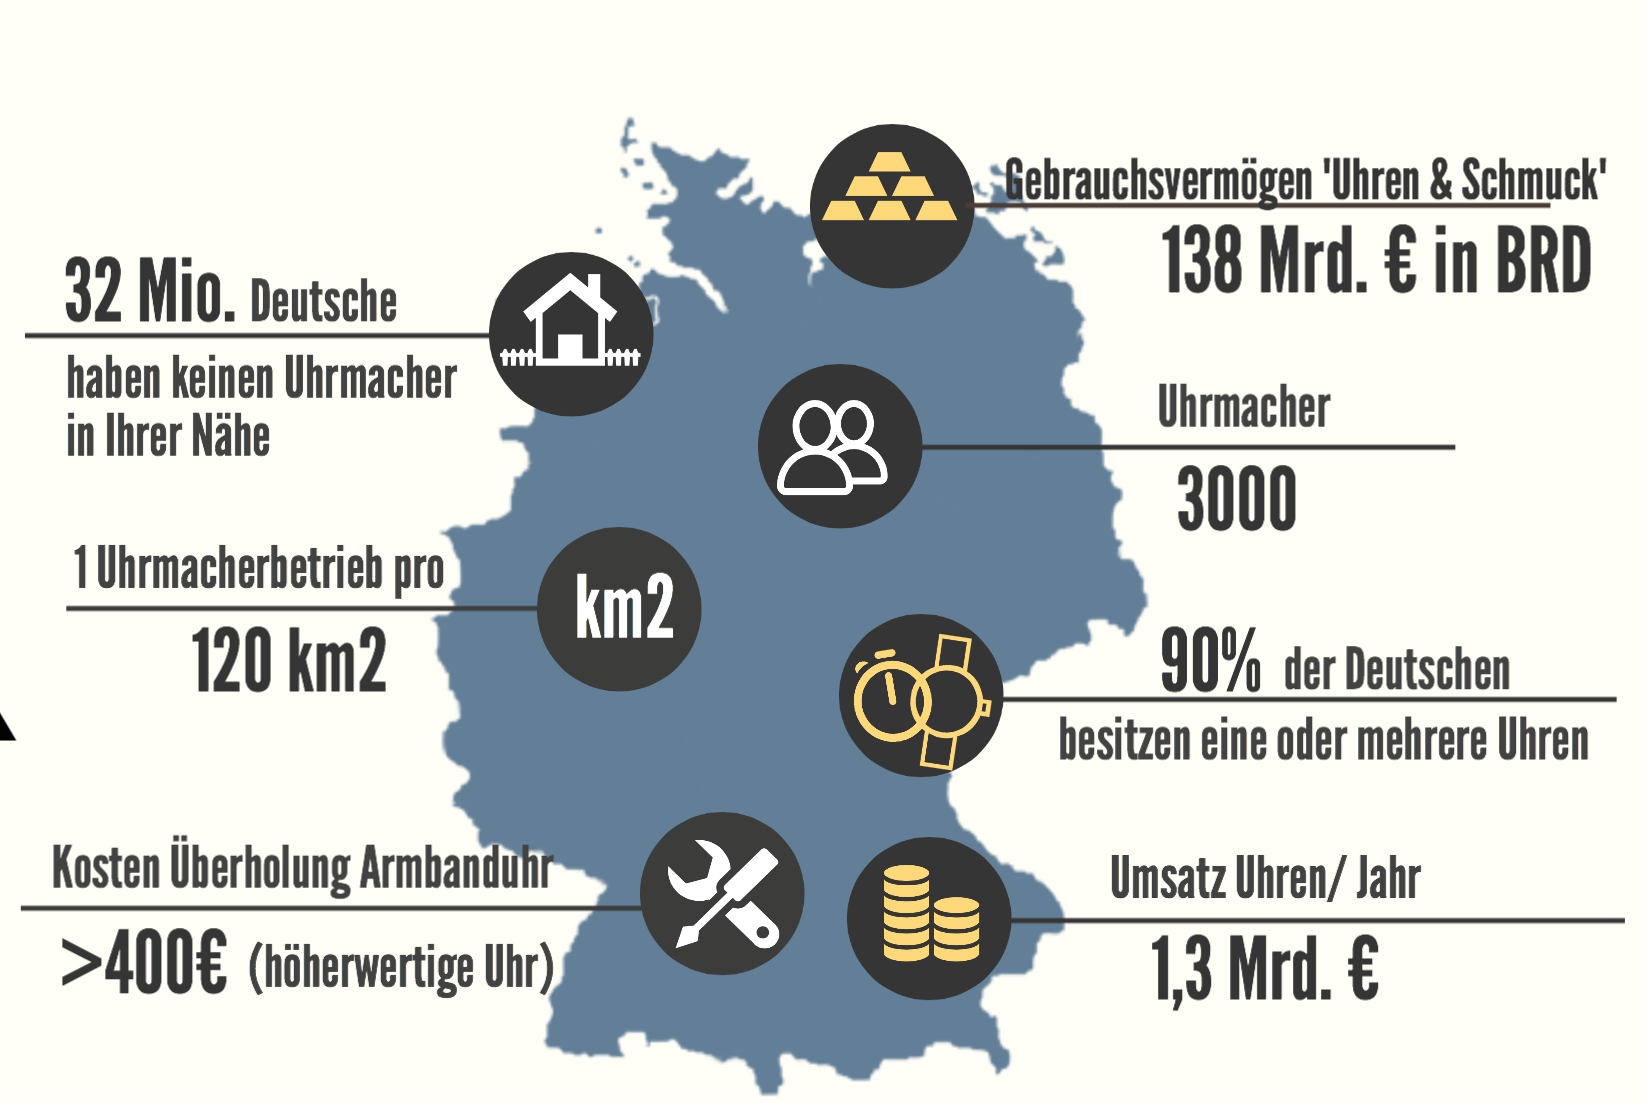 Gebrauchsvermögen 'Uhren & Schmuck'
138 Mrd. € in BRD
32 Mio. Deutsche
haben keinen Uhrmacher
in Ihrer Nähe
Uhrmacher
3000
1 Uhrmacherbetrieb pro
120 km2
km2
90% der Deutschen
besitzen eine oder mehrere Uhren
Kosten Überholung Armbanduhr
>400€ (höherwertige Uhr)
Umsatz Uhren/ Jahr
1,3 Mrd. €